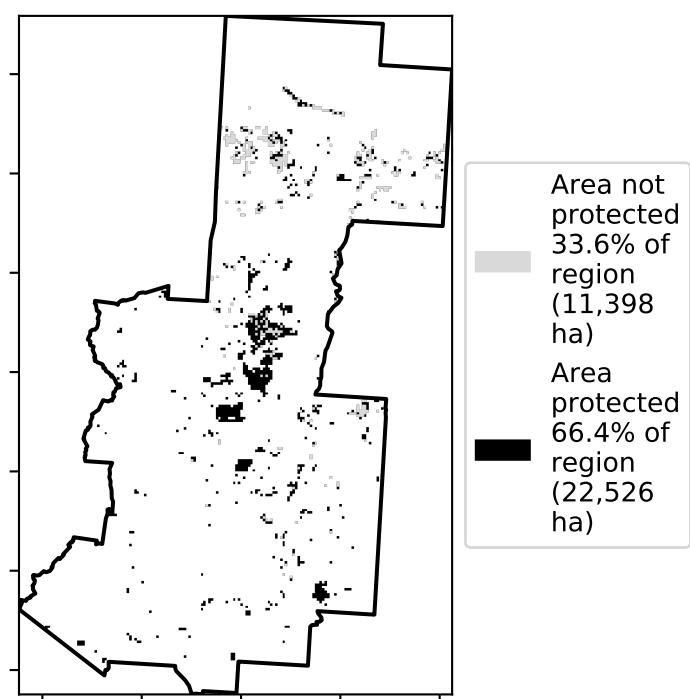 Area not
protected
33.6% of
region
(11,398
ha)
Area
protected
66.4% of
region
(22,526
ha)